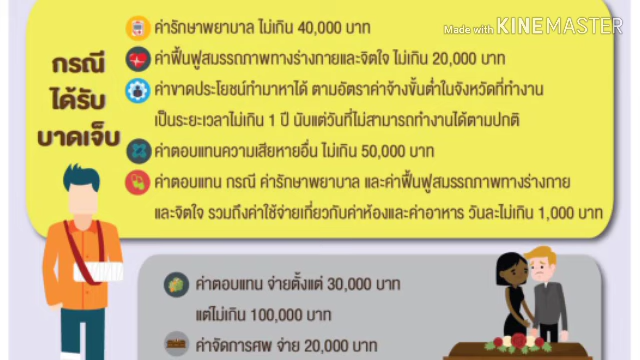 Made with KINEMASTER
กรณี
ได้รับ
บาดเจ็บ
ค่ารักษาพยาบาล ไม่เกิน 40,000 บาท
ค่าฟื้นฟูสมรรถภาพทางร่างกายและจิตใจ ไม่เกิน 20,000 บาท
ค่าขาดประโยชน์ทำมาหาได้ ตามอัตราค่าจ้างขั้นต่ำในจังหวัดที่ทำงาน
เป็นระยะเวลาไม่เกิน 1 ปี นับแต่วันที่ไม่สามารถทำงานได้ตามปกติ
ค่าตอบแทนความเสียหายอื่น ไม่เกิน 50,000 บาท
ค่าตอบแทน กรณี ค่ารักษาพยาบาล และค่าฟื้นฟูสมรรถภาพทางร่างกาย
และจิตใจ รวมถึงค่าใช้จ่ายเกี่ยวกับค่าห้องและค่าอาหาร วันละไม่เกิน 1,000 บาท
ค่าตอบแทน จ่ายตั้งแต่ 30,000 บาท
แต่ไม่เกิน 100,000 บาท
ค่าจัดการศพ จ่าย 20,000 บาท